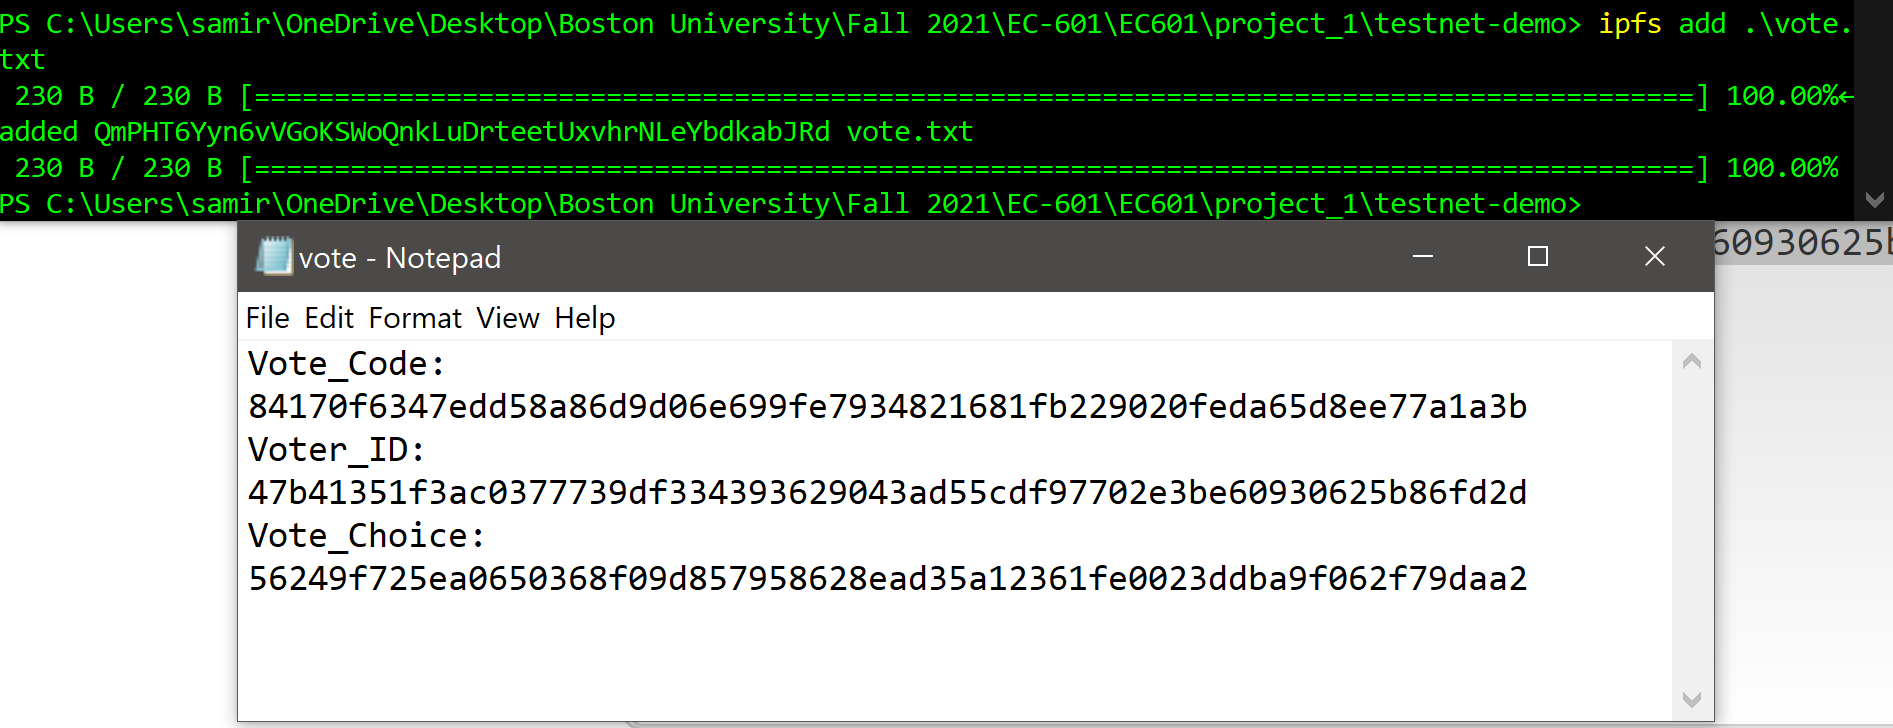 PS C:\Users\samir\OneDrive\Desktop\Boston University\Fall 2021\EC-601\EC601\project_1\testnet-demo> ipfs add .\vote.
txt
230 B / 230 B [==========================================================================================] 100.00%←
added QmPHT6Yyn6vVGoKSWoQnkLuDrteetUxvhrNLeYbdkabJRd vote.txt
230 B / 230 B [==========================================================================================] 100.00%
PS C:\Users\samir\OneDrive\Desktop\Boston University\Fall 2021\EC-601\EC601\project_1\testnet-demo>
60930625b
vote - Notepad
File Edit Format View Help
Vote_Code:
84170f6347edd58a86d9d06e699fe7934821681fb229020feda65d8ee77a1a3b
Voter_ID:
47b41351f3ac0377739df334393629043ad55cdf97702e3be60930625b86fd2d
Vote_Choice:
56249f725ea0650368f09d857958628ead35a12361fe0023ddba9f062f79daa2